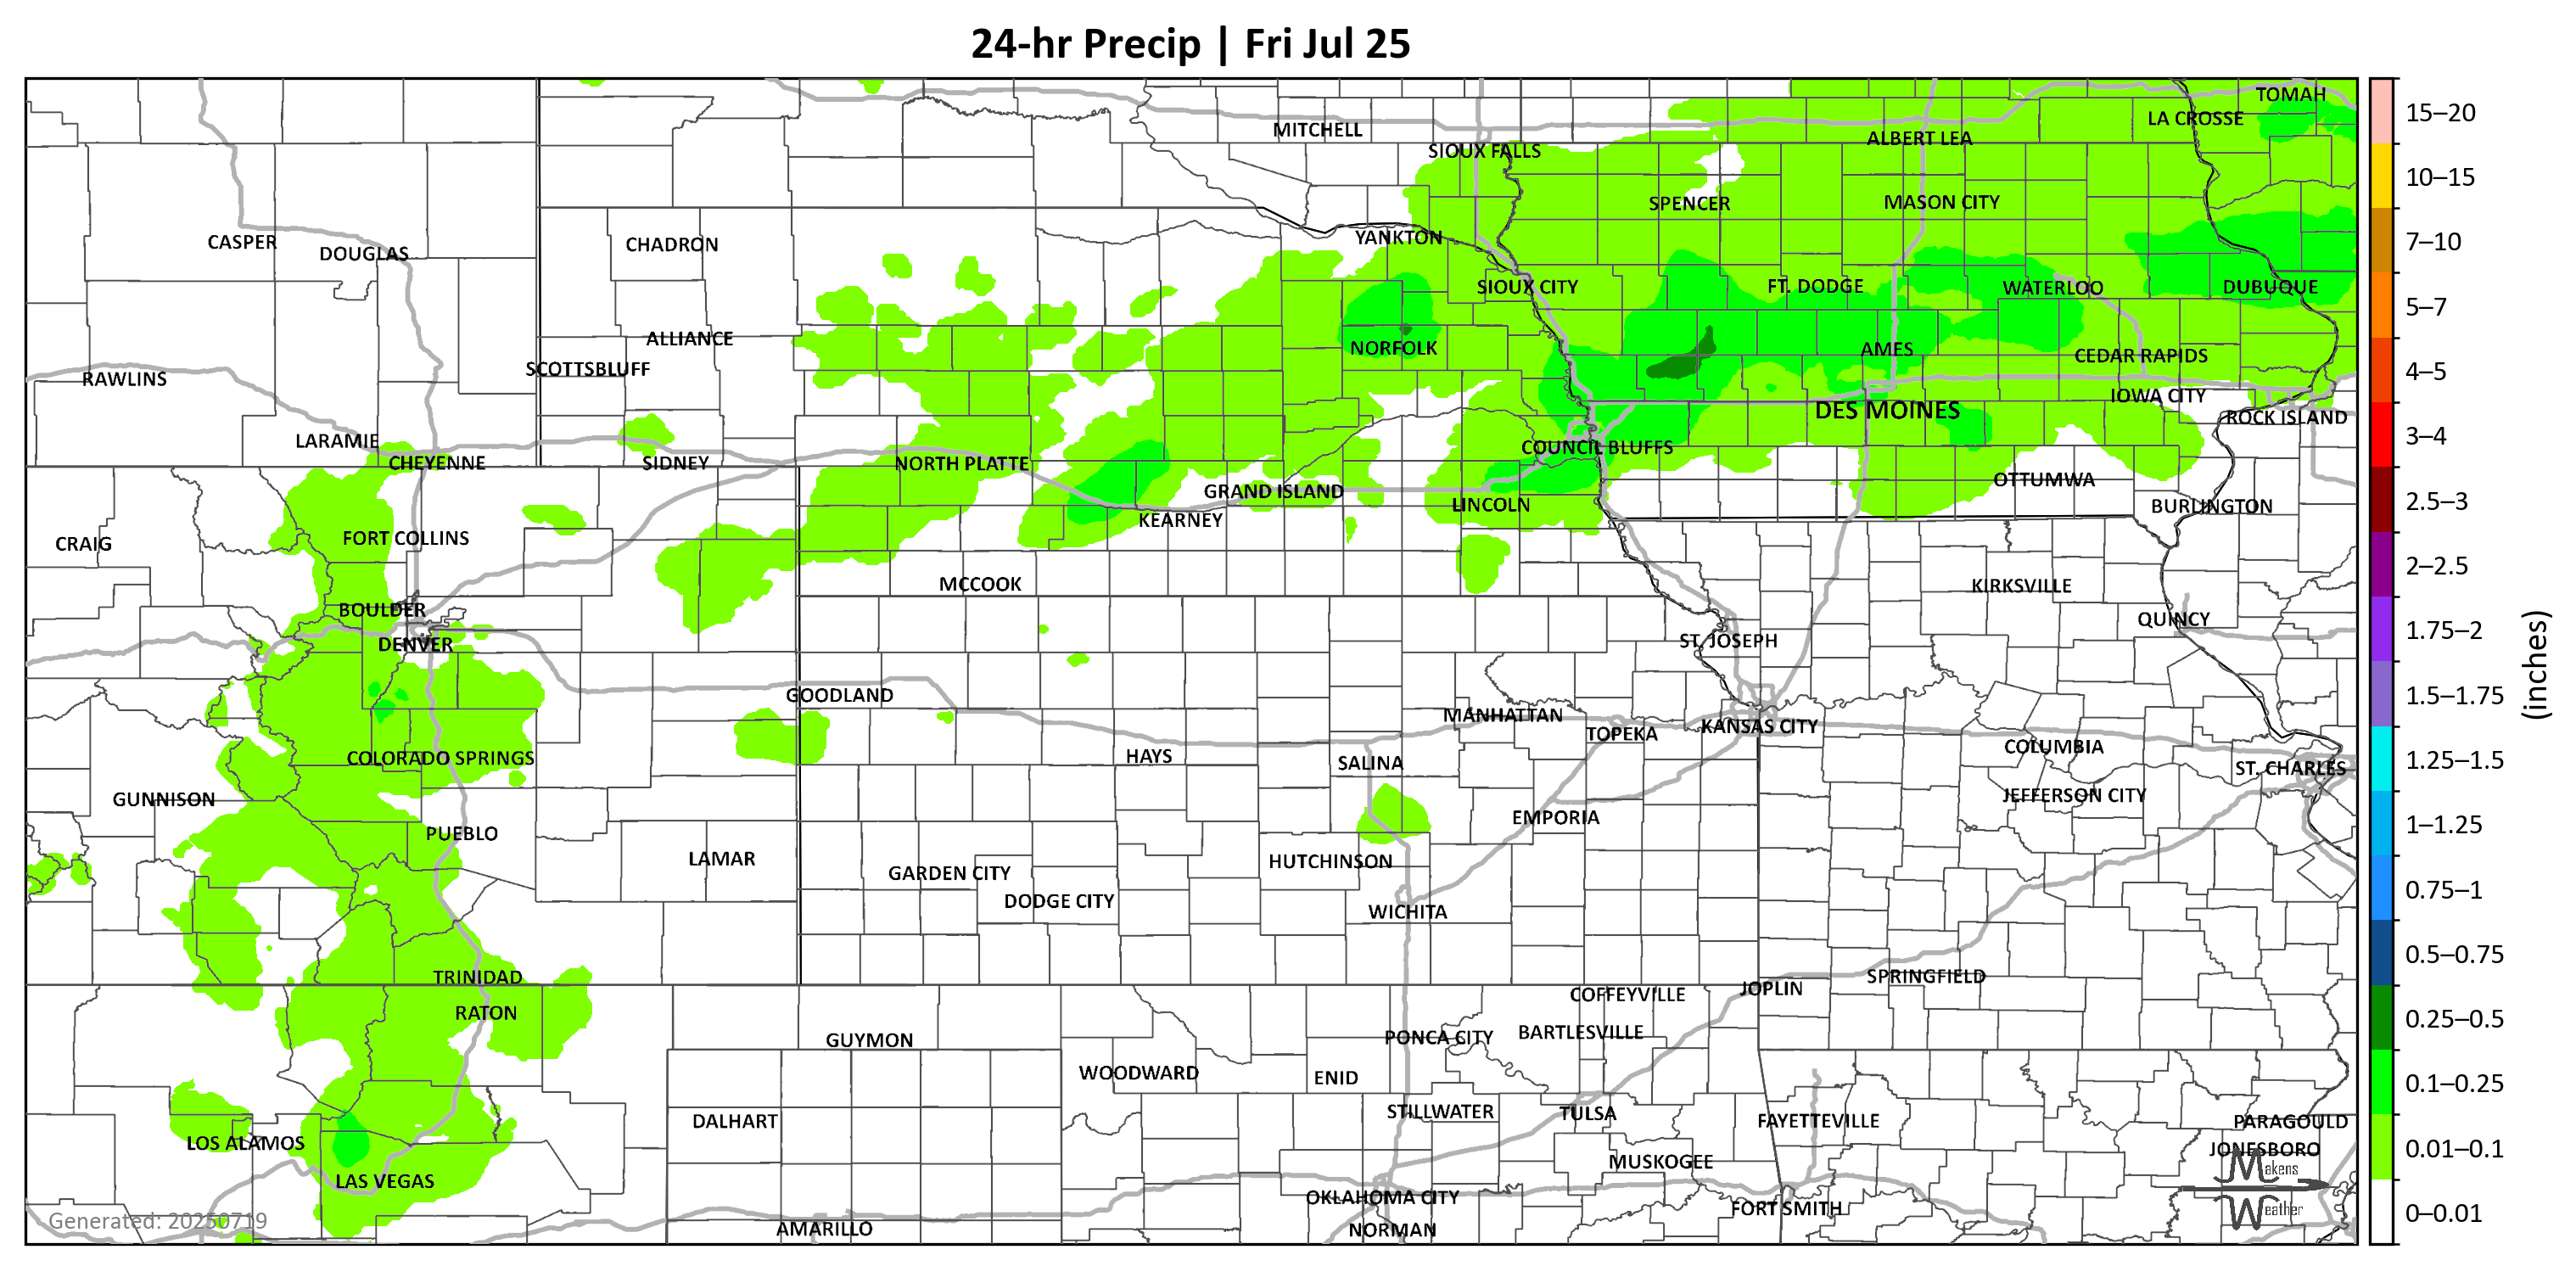 24-hr Precip | Fri Jul 25
TOMAH
LA CROSSE
MITCHELL
ALBERT LEA
SIOUX FALLS
SPENCER
MASON CITY
YANKTON
CASPER
DOUGLAS
CHADRON
SIOUX CITY
FT. DODGE
WATERLOO
DUBUQUE
ALLIANCE
NORFOLK
AMES
CEDAR RAPIDS
SCOTTSBLUFF
RAWLINS
IOWA CITY
DES MOINES
ROCK ISLAND
LARAMIE
COUNCIL BLUFFS
CHEYENNE
SIDNEY
NORTH PLATTE
OTTUMWA
GRAND ISLAND
LINCOLN
BURLINGTON
KEARNEY
CRAIG
FORT COLLINS
MCCOOK
KIRKSVILLE
BOULDER
QUINCY
DENVER
ST. JOSEPH
GOODLAND
MANHATTAN
KANSAS CITY
TOPEKA
COLUMBIA
COLORADO SPRINGS
HAYS
SALINA
ST. CHARLES
GUNNISON
JEFFERSON CITY
EMPORIA
PUEBLO
LAMAR
HUTCHINSON
GARDEN CITY
DODGE CITY
WICHITA
TRINIDAD
SPRINGFIELD
JOPLIN
COFFEYVILLE
RATON
BARTLESVILLE
PONCA CITY
GUYMON
WOODWARD
ENID
STILLWATER
TULSA
DALHART
FAYETTEVILLE
PARAGOULD
LOS ALAMOS
JONESBORO
MUSKOGEE
Makens
LAS VEGAS
OKLAHOMA CITY
FORT SMITH
Weather
Generated: 20250719
AMARILLO
NORMAN
15–20
10–15
7–10
5–7
4–5
3–4
2.5–3
2–2.5
1.75–2
1.5–1.75
1.25–1.5
1–1.25
0.75–1
0.5–0.75
0.25–0.5
0.1–0.25
0.01–0.1
0–0.01
(inches)